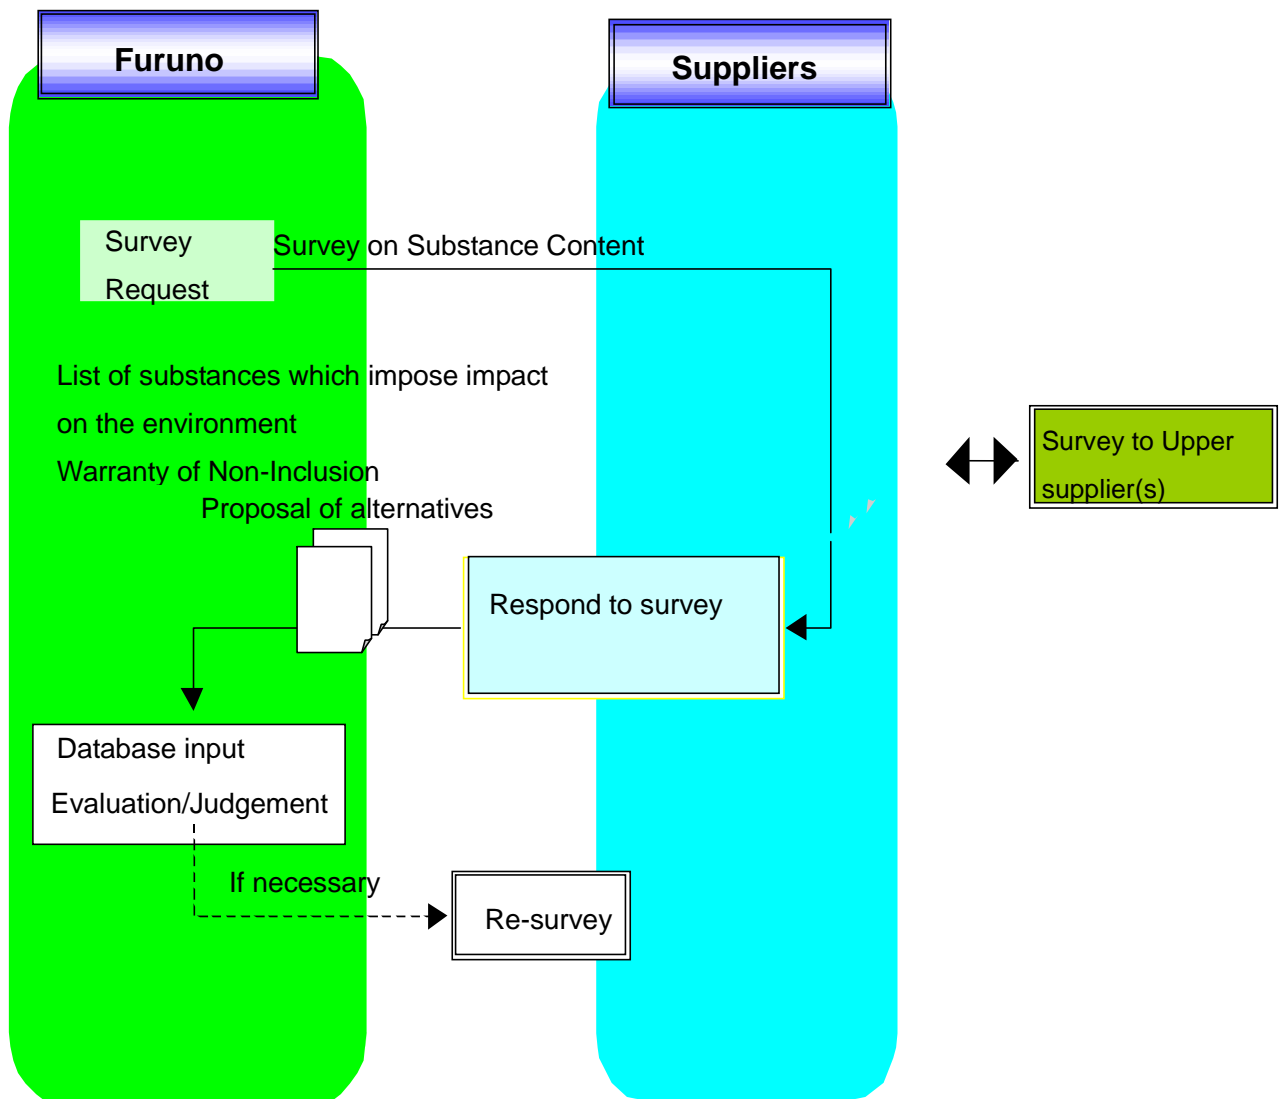 Furuno
Suppliers
Survey
Request
Survey on Substance Content
List of substances which impose impact
on the environment
Warranty of Non-Inclusion
Proposal of alternatives
Survey to Upper
supplier(s)
Respond to survey
Database input
Evaluation/Judgement
If necessary
Re-survey